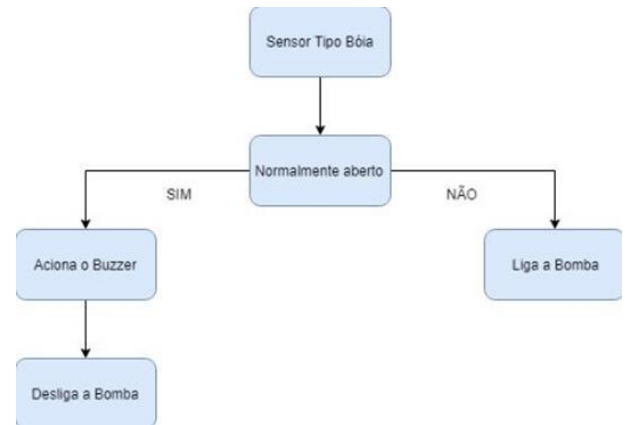 Sensor Tipo Bóia
Normalmente aberto
SIM
NÃO
Aciona o Buzzer
Liga a Bomba
Desliga a Bomba